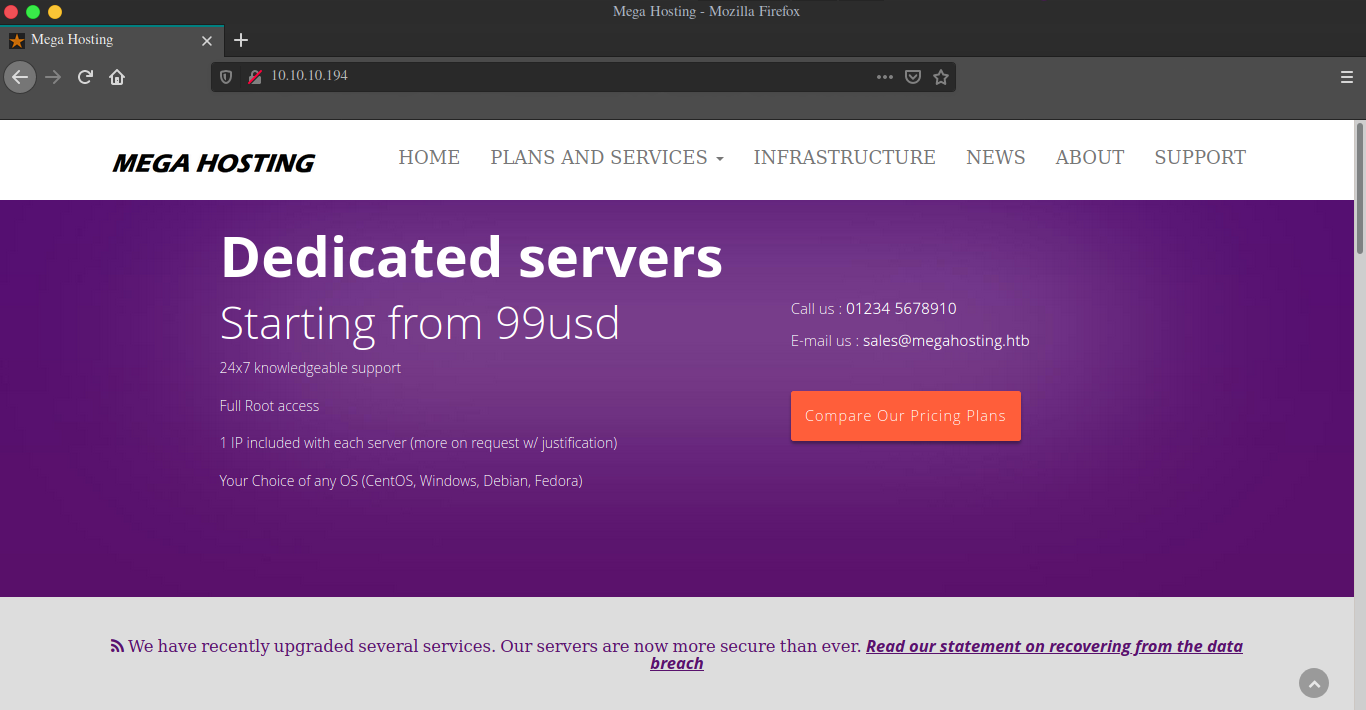 Mega Hosting - Mozilla Firefox
Mega Hosting
10.10.10.194
MEGA HOSTING
HOME PLANS AND SERVICES INFRASTRUCTURE NEWS ABOUT SUPPORT
Dedicated servers
Starting from 99usd
24x7 knowledgeable support
Full Root access
1 IP included with each server (more on request w/ justification)
Your Choice of any OS (CentOS, Windows, Debian, Fedora)
Call us : 01234 5678910
E-mail us : sales@megahosting.htb
Compare Our Pricing Plans
We have recently upgraded several services. Our servers are now more secure than ever. Read our statement on recovering from the data
breach